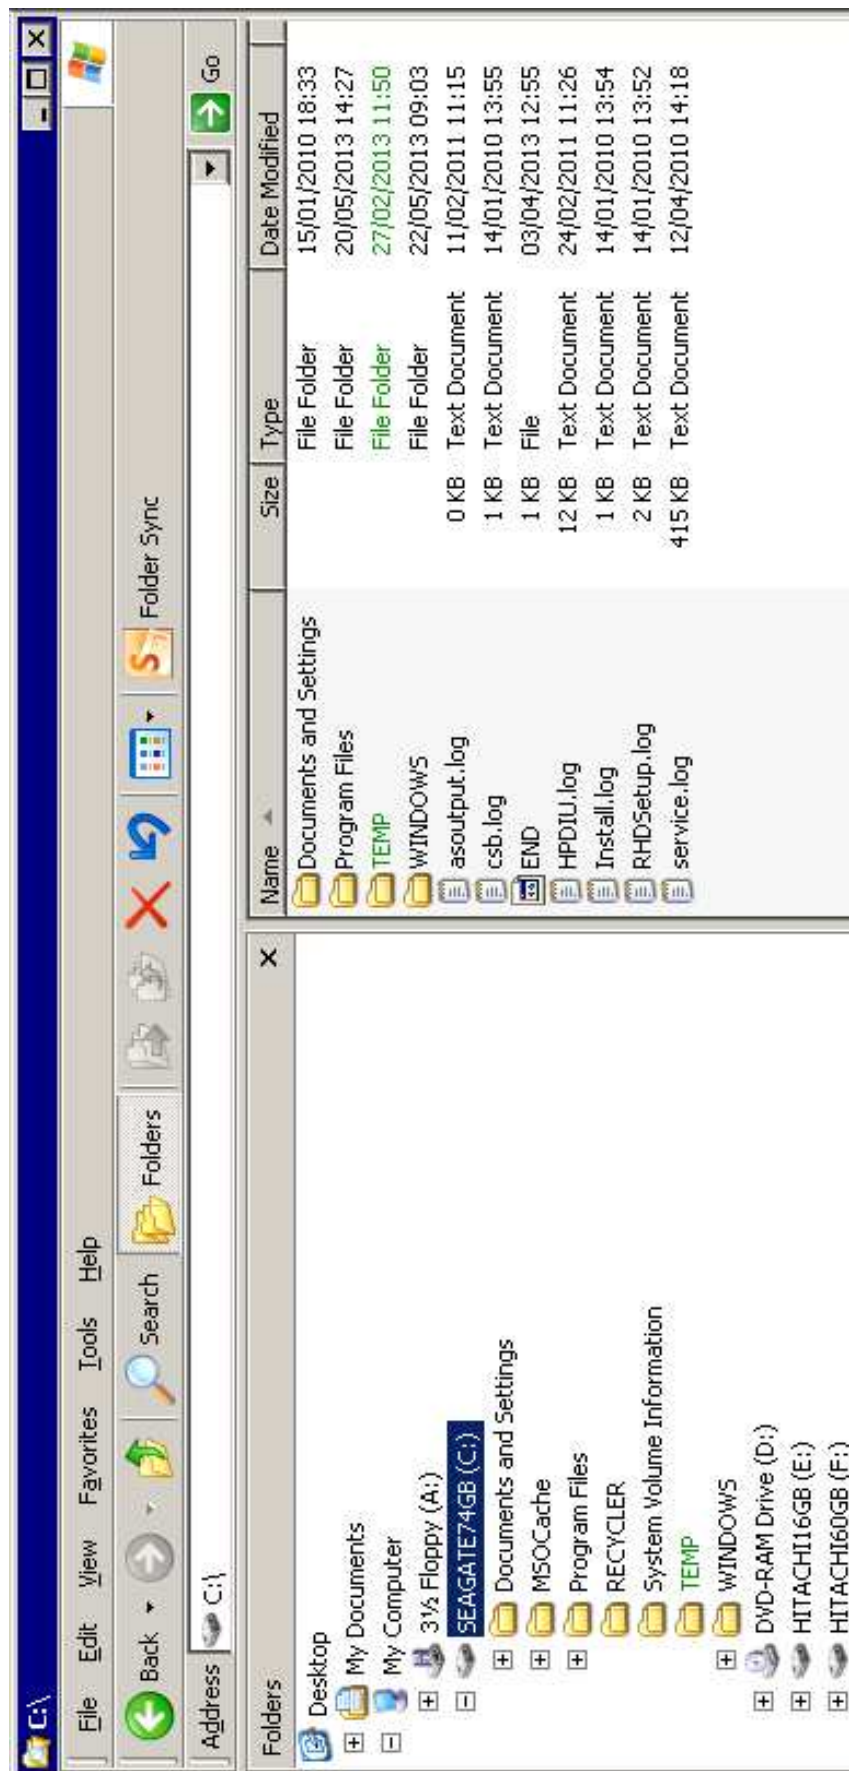 C:\
File Edit View Favorites Tools Help
Back Search Folders Folder Sync
Address C:\ Go
Folders
Desktop
My Documents
My Computer
3½ Floppy (A:)
SEAGATE74GB (C:)
Documents and Settings
MSOCache
Program Files
RECYCLER
System Volume Information
TEMP
WINDOWS
DVD-RAM Drive (D:)
HITACHI16GB (E:)
HITACHI60GB (F:)
Name Size Type Date Modified
Documents and Settings File Folder 15/01/2010 18:33
Program Files File Folder 20/05/2013 14:27
TEMP File Folder 27/02/2013 11:50
WINDOWS File Folder 22/05/2013 09:03
asoutput.log 0 KB Text Document 11/02/2011 11:15
csb.log 1 KB Text Document 14/01/2010 13:55
END 1 KB File 03/04/2013 12:55
HPDIU.log 12 KB Text Document 24/02/2011 11:26
Install.log 1 KB Text Document 14/01/2010 13:54
RHDSetup.log 2 KB Text Document 14/01/2010 13:52
service.log 415 KB Text Document 12/04/2010 14:18